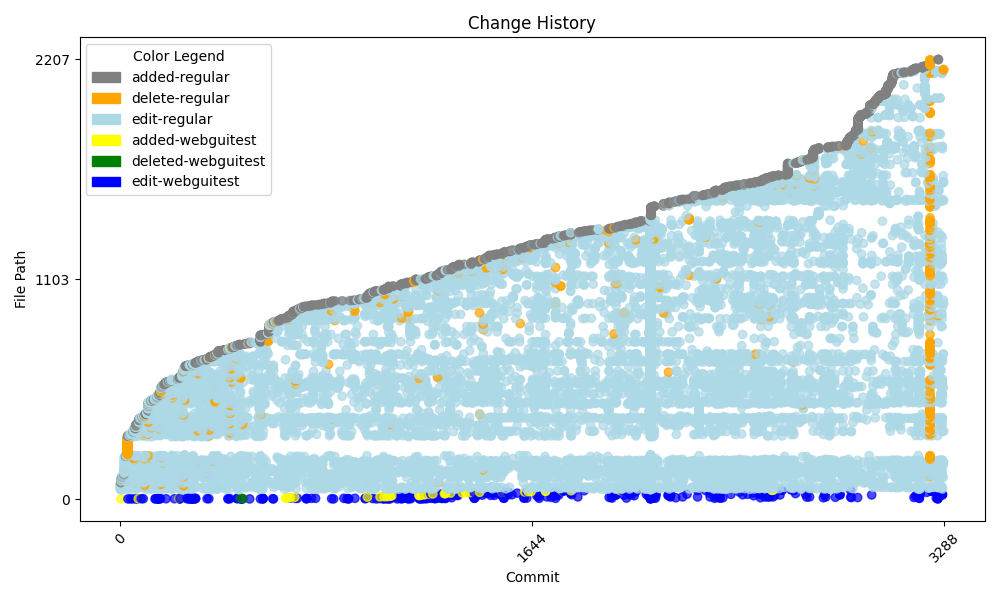 Change History
Color Legend
added-regular
delete-regular
edit-regular
added-webguitest
deleted-webguitest
edit-webguitest
File Path
2207
1103
0
0
1644
3288
Commit